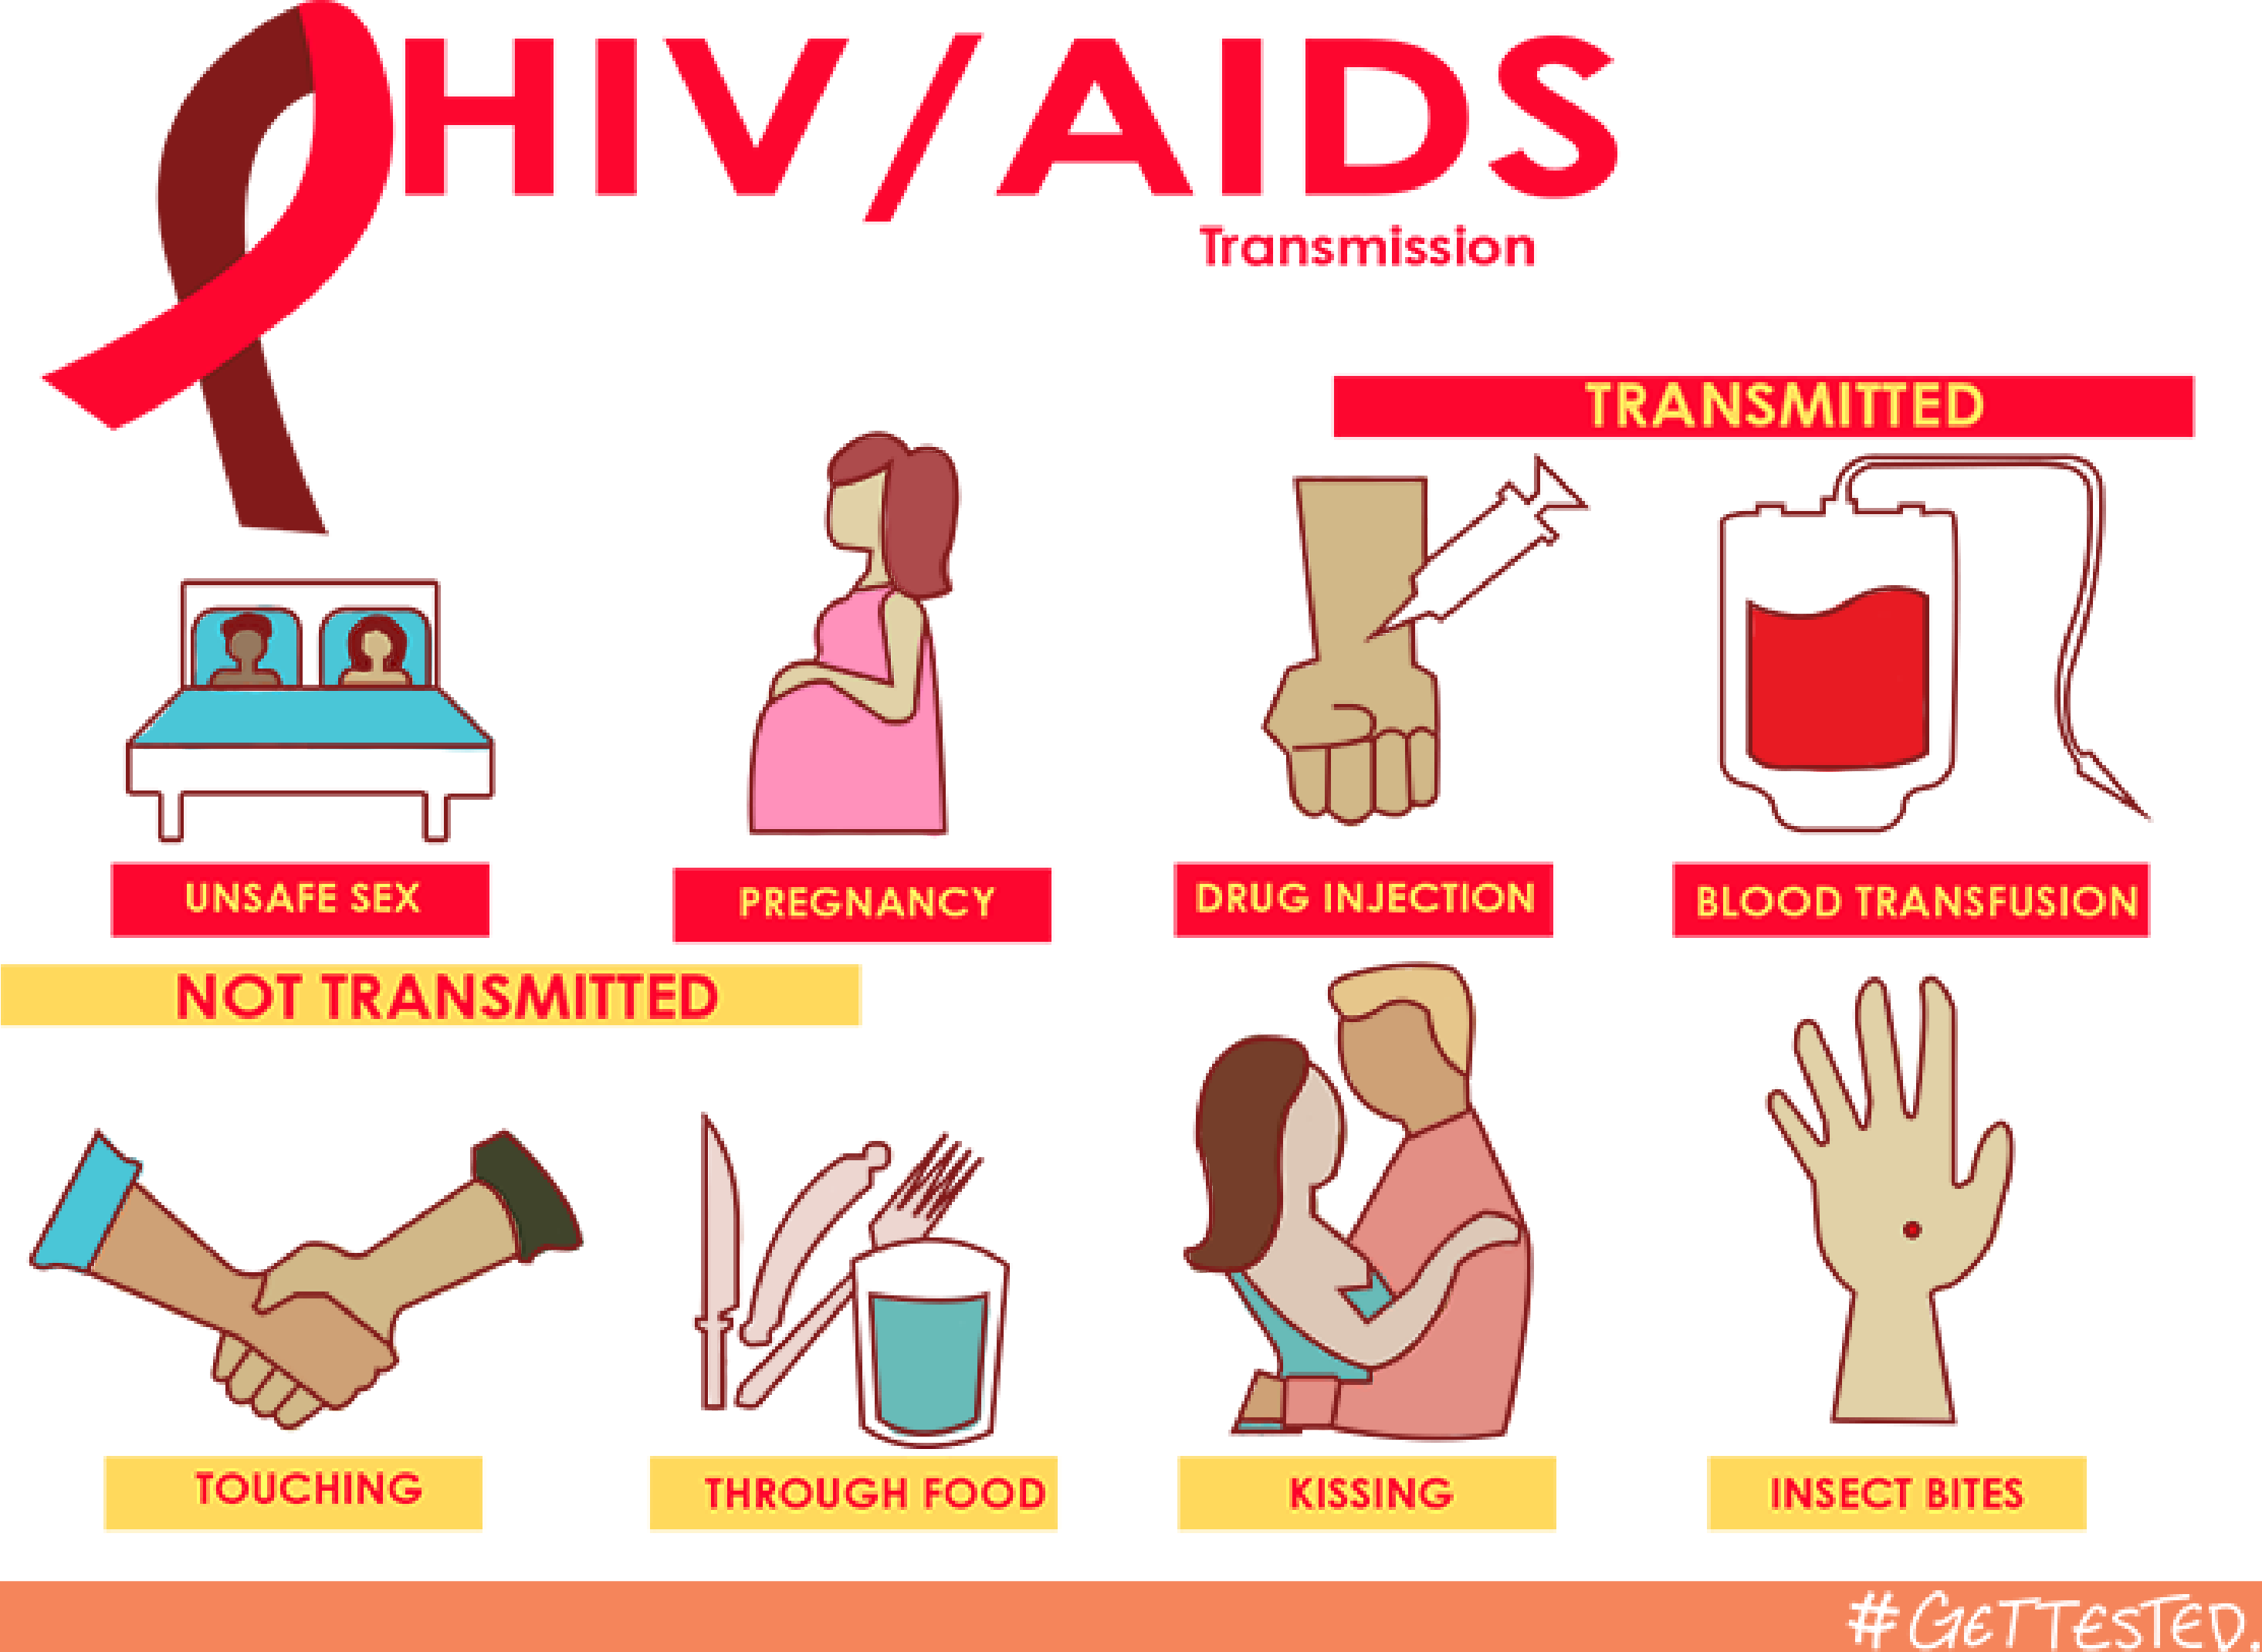 HIV/AIDS
Transmission
TRANSMITTED
UNSAFE SEX
PREGNANCY
DRUG INJECTION
BLOOD TRANSFUSION
NOT TRANSMITTED
TOUCHING
THROUGH FOOD
KISSING
INSECT BITES
#GETTESTED.